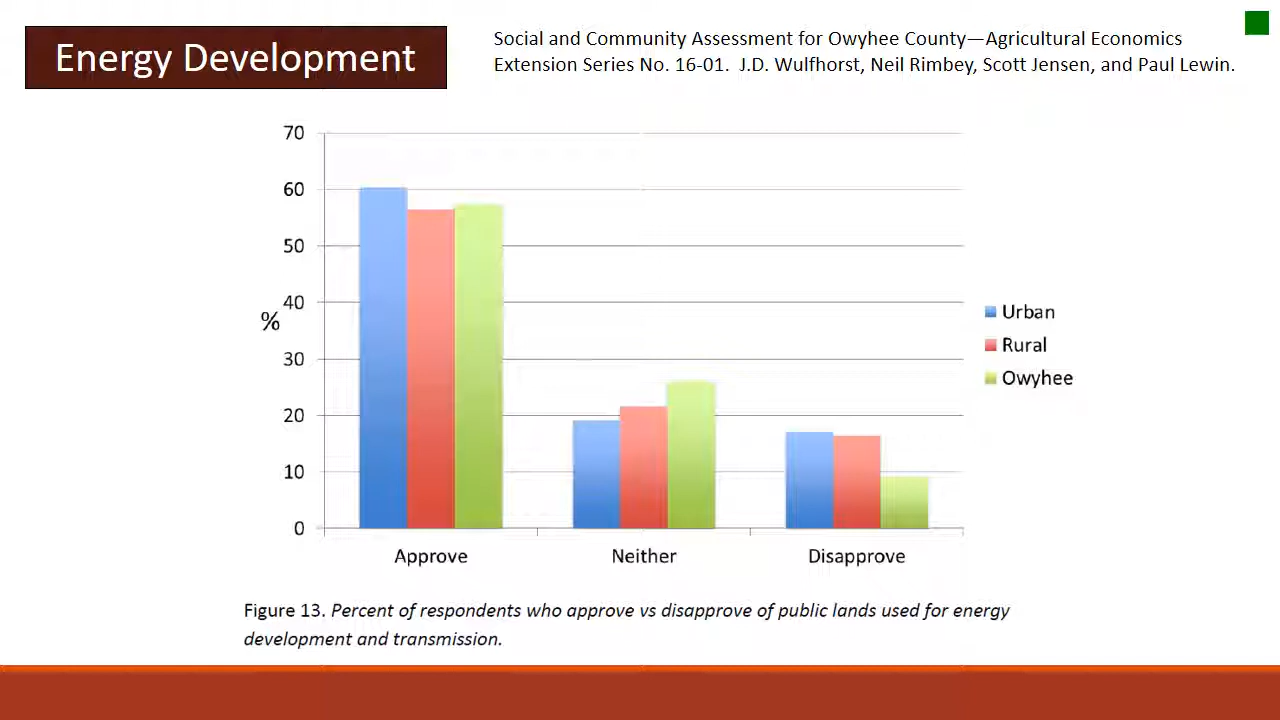 Energy Development
Social and Community Assessment for Owyhee County—Agricultural Economics
Extension Series No. 16-01.  J.D. Wulfhorst, Neil Rimbey, Scott Jensen, and Paul Lewin.
70
60
50
40
%
30
20
10
0
Approve
Neither
Disapprove
Urban
Rural
Owyhee
Figure 13. Percent of respondents who approve vs disapprove of public lands used for energy
development and transmission.